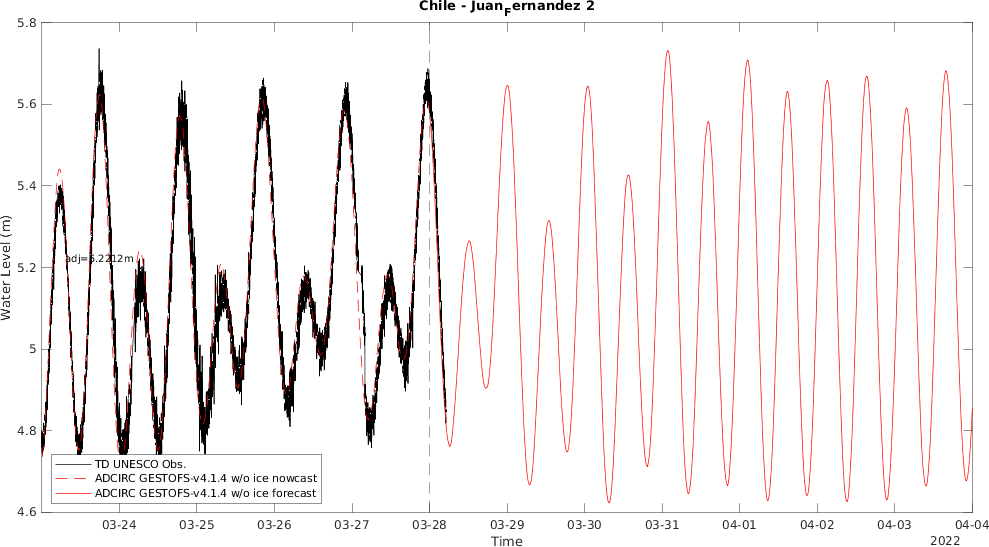 Chile - Juan_Fernandez 2
5.8
5.6
5.4
5.2
5
4.8
4.6
Water Level (m)
adj=5.2212m
TD UNESCO Obs.
ADCIRC GESTOFS-v4.1.4 w/o ice nowcast
ADCIRC GESTOFS-v4.1.4 w/o ice forecast
03-24 03-25 03-26 03-27 03-28 03-29 03-30 03-31 04-01 04-02 04-03 04-04
Time
2022